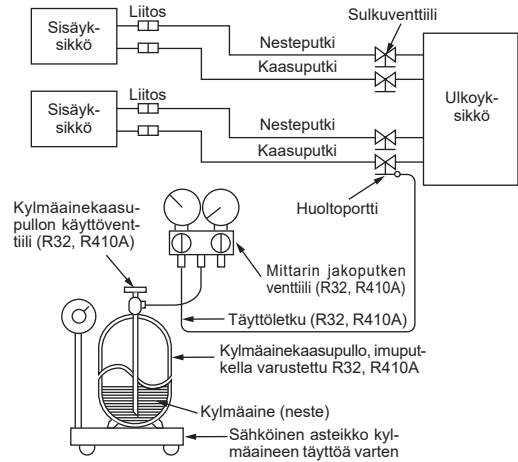 Sisäyk-
sikkö
Liitos
Nesteputki
Kaasuputki
Sulkuventtiili
Sisäyk-
sikkö
Liitos
Nesteputki
Kaasuputki
Ulkoyk-
sikkö
Huoltoportti
Kylmäainekaasu-
pullon käyttövent-
tiili (R32, R410A)
Mittarin jakoputken
venttiili (R32, R410A)
Täyttöletku (R32, R410A)
Kylmäainekaasupullo, imuput-
kella varustettu R32, R410A
Kylmäaine (neste)
Sähköinen asteikko kyl-
mäaineen täyttöä varten